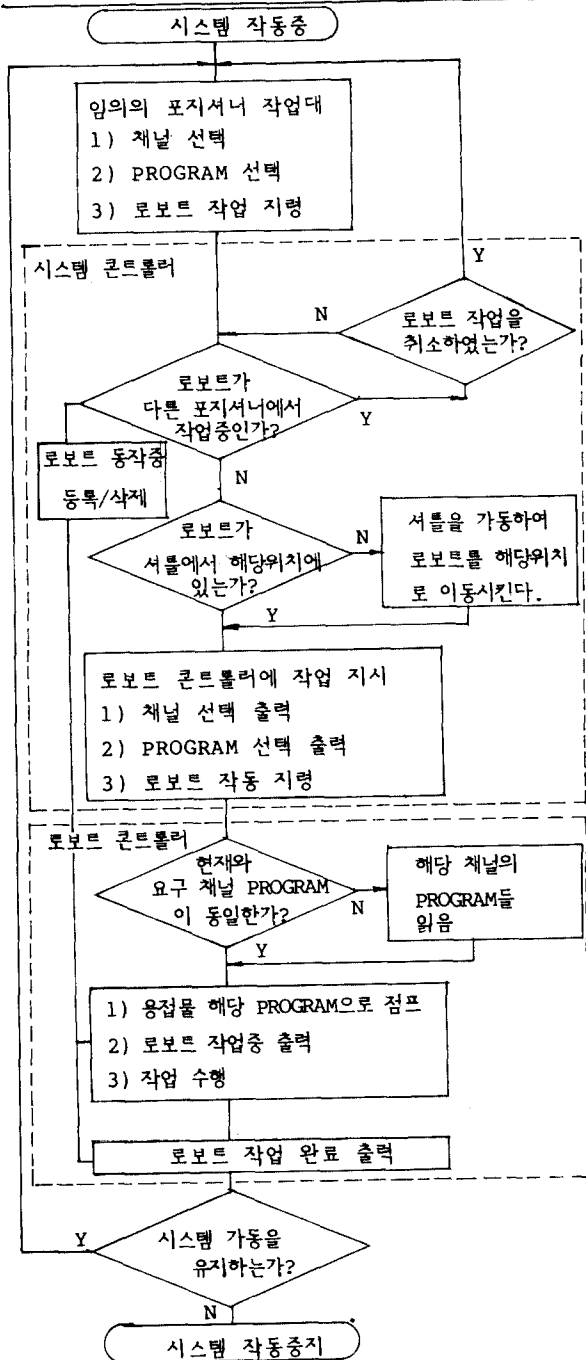 시스템 작동중
임의의 포지셔너 작업대
1) 채널 선택
2) PROGRAM 선택
3) 로보트 작업 지령
시스템 콘트롤러
Y
N
로보트 작업을
취소하였는가?
로보트가
다른 포지셔너에서
작업중인가?
Y
로보트 동작중
등록/삭제
N
로보트가
셔틀에서 해당위치에
있는가?
N
셔틀을 가동하여
로보트를 해당위치
로 이동시킨다.
Y
로보트 콘트롤러에 작업 지시
1) 채널 선택 출력
2) PROGRAM 선택 출력
3) 로보트 작동 지령
로보트 콘트롤러
현재와
요구 채널 PROGRAM
이 동일한가?
N
해당 채널의
PROGRAM들
읽음
Y
1) 용접물 해당 PROGRAM으로 점프
2) 로보트 작업중 출력
3) 작업 수행
로보트 작업 완료 출력
Y
시스템 가동을
유지하는가?
N
시스템 작동중지